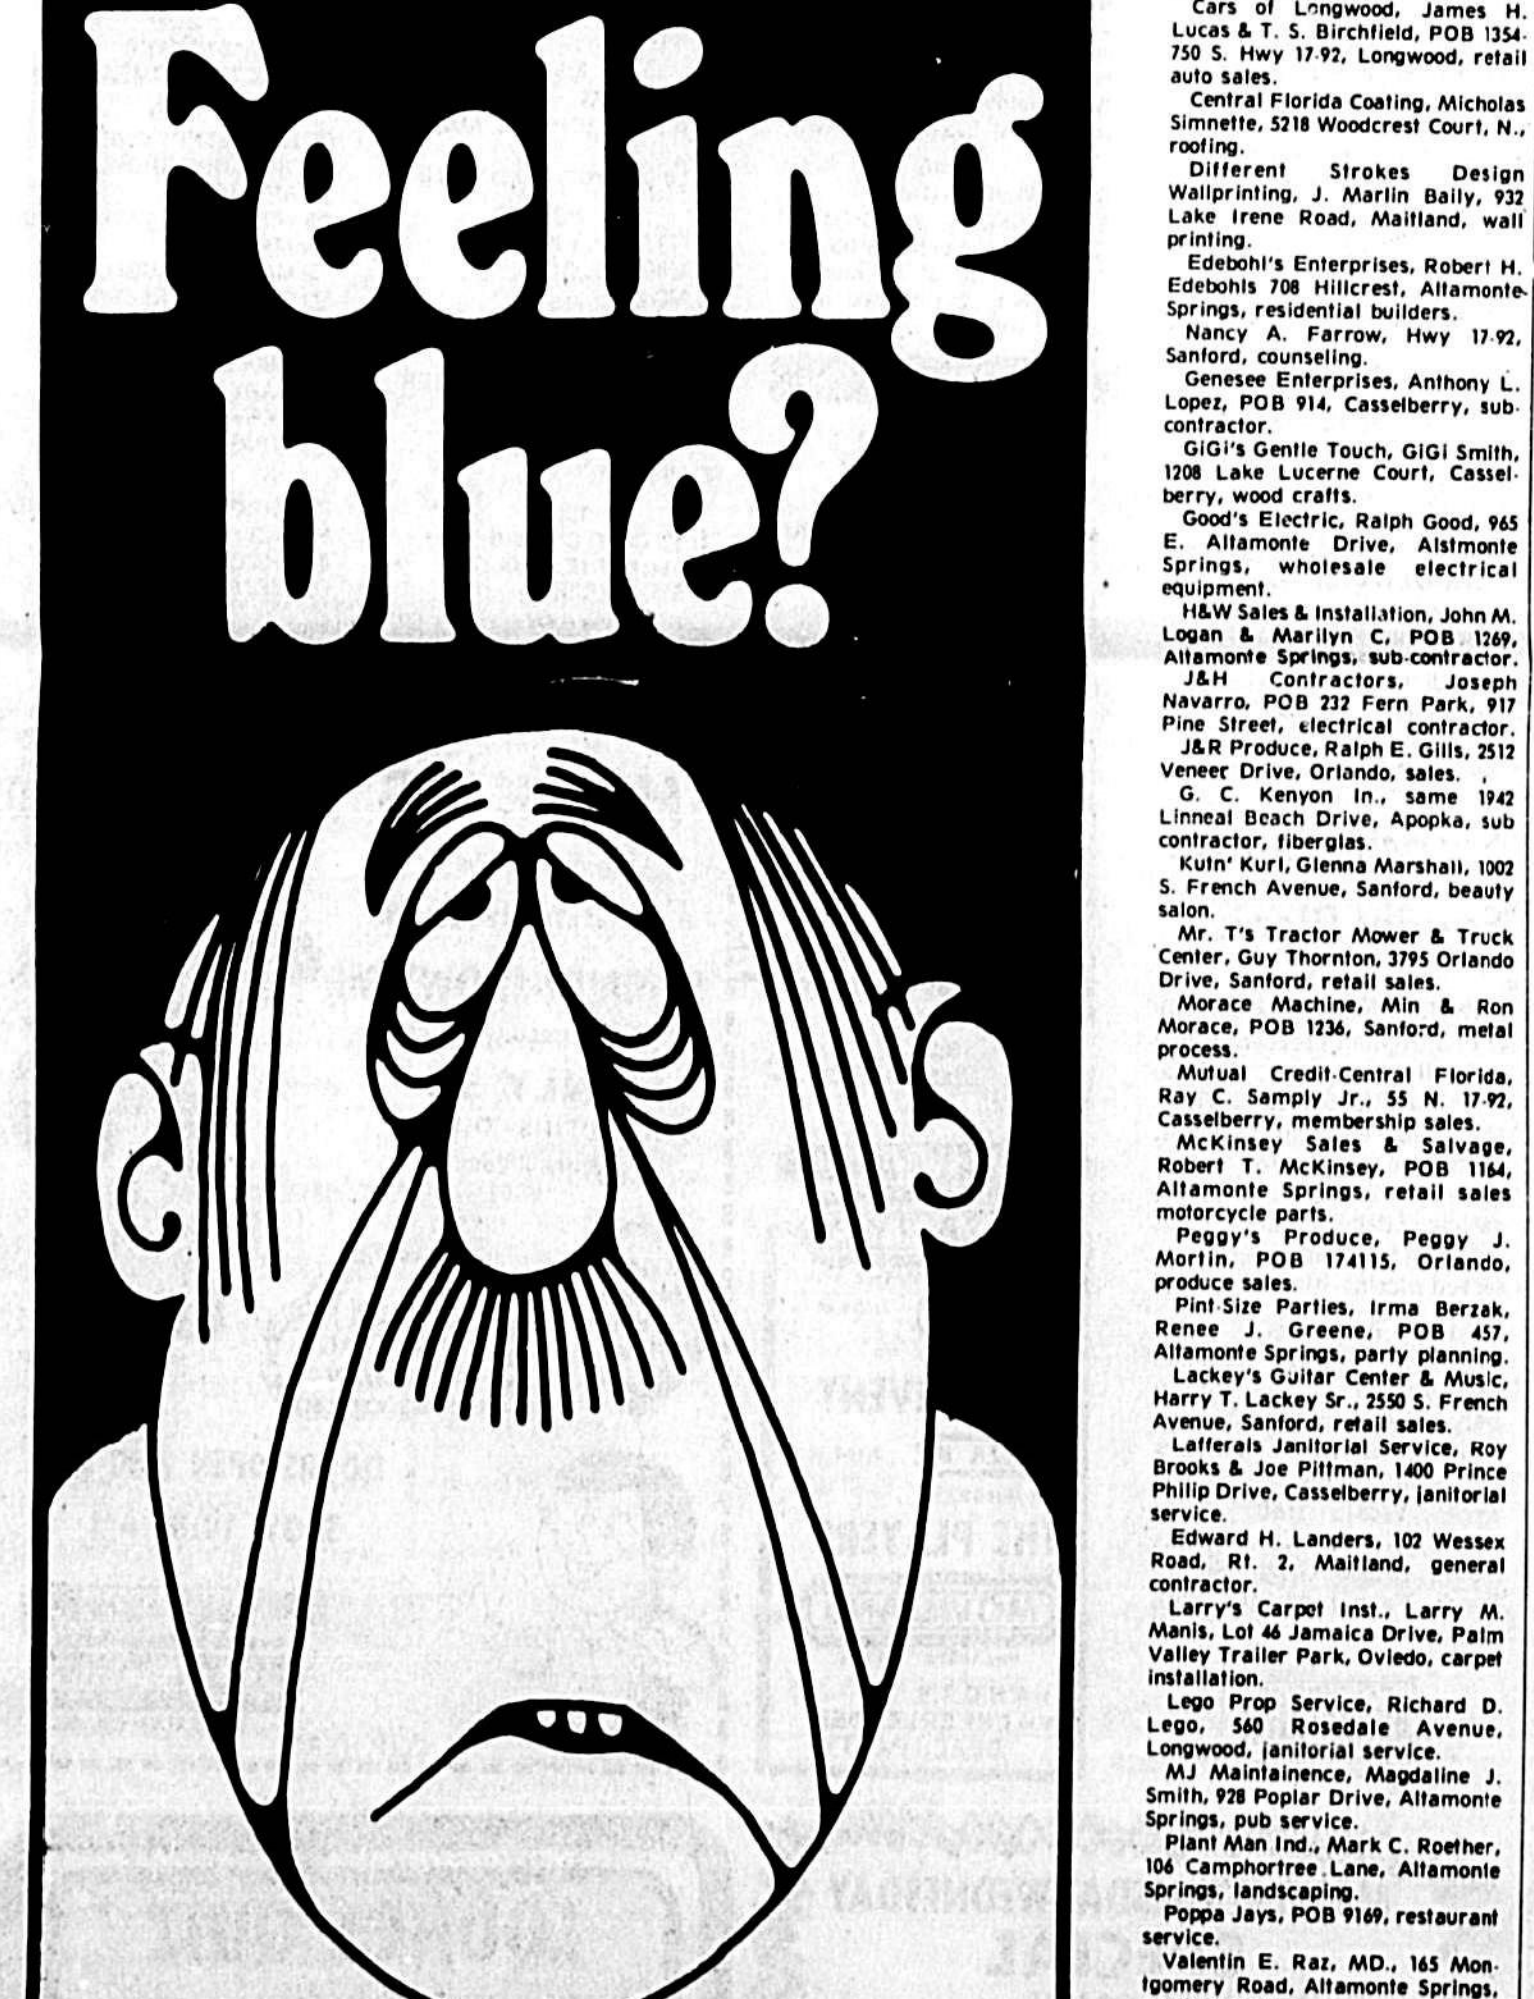 Feeling
blue?
Cars of Longwood, James H.
Lucas & T. S. Birchfield, POB 1354-
750 S. Hwy 17-92, Longwood, retail
auto sales.
Central Florida Coating, Micholas
Simnette, 5218 Woodcrest Court, N.,
roofing.
Different Strokes Design
Wallprinting, J. Marlin Baily, 932
Lake Irene Road, Maitland, wall
printing.
Edebohl's Enterprises, Robert H.
Edebohls 708 Hillcrest, Altamonte
Springs, residential builders.
Nancy A. Farrow, Hwy 17-92,
Sanford, counseling.
Genesee Enterprises, Anthony L.
Lopez, POB 914, Casselberry, sub-
contractor.
GiGi's Gentle Touch, GiGi Smith,
1208 Lake Lucerne Court, Cassel-
berry, wood crafts.
Good's Electric, Ralph Good, 965
E. Altamonte Drive, Alstmonte
Springs, wholesale electrical
equipment.
H&W Sales & Installation, John M.
Logan & Marilyn C, POB 1269,
Altamonte Springs, sub-contractor.
J&H Contractors, Joseph
Navarro, POB 232 Fern Park, 917
Pine Street, electrical contractor.
J&R Produce, Ralph E. Gills, 2512
Veneer Drive, Orlando, sales.
G. C. Kenyon In., same 1942
Linneal Beach Drive, Apopka, sub
contractor, fiberglas.
Kutn' Kurl, Glenna Marshall, 1002
S. French Avenue, Sanford, beauty
salon.
Mr. T's Tractor Mower & Truck
Center, Guy Thornton, 3795 Orlando
Drive, Sanford, retail sales.
Morace Machine, Min & Ron
Morace, POB 1236, Sanford, metal
process.
Mutual Credit-Central Florida,
Ray C. Samply Jr., 55 N. 17-92,
Casselberry, membership sales.
McKinsey Sales & Salvage,
Robert T. McKinsey, POB 1164,
Altamonte Springs, retail sales
motorcycle parts.
Peggy's Produce, Peggy J.
Mortin, POB 174115, Orlando,
produce sales.
Pint-Size Parties, Irma Berzak,
Renee J. Greene, POB 457,
Altamonte Springs, party planning.
Lackey's Guitar Center & Music,
Harry T. Lackey Sr., 2550 S. French
Avenue, Sanford, retail sales.
Lafferals Janitorial Service, Roy
Brooks & Joe Pittman, 1400 Prince
Philip Drive, Casselberry, janitorial
service.
Edward H. Landers, 102 Wessex
Road, Rt. 2, Maitland, general
contractor.
Larry's Carpet Inst., Larry M.
Manis, Lot 46 Jamaica Drive, Palm
Valley Trailer Park, Oviedo, carpet
installation.
Lego Prop Service, Richard D.
Lego, 560 Rosedale Avenue,
Longwood, janitorial service.
MJ Maintainence, Magdaline J.
Smith, 928 Poplar Drive, Altamonte
Springs, pub service.
Plant Man Ind., Mark C. Roether,
106 Camphortree Lane, Altamonte
Springs, landscaping.
Poppa Jays, POB 9169, restaurant
service.
Valentin E. Raz, MD., 165 Mon-
tgomery Road, Altamonte Springs,